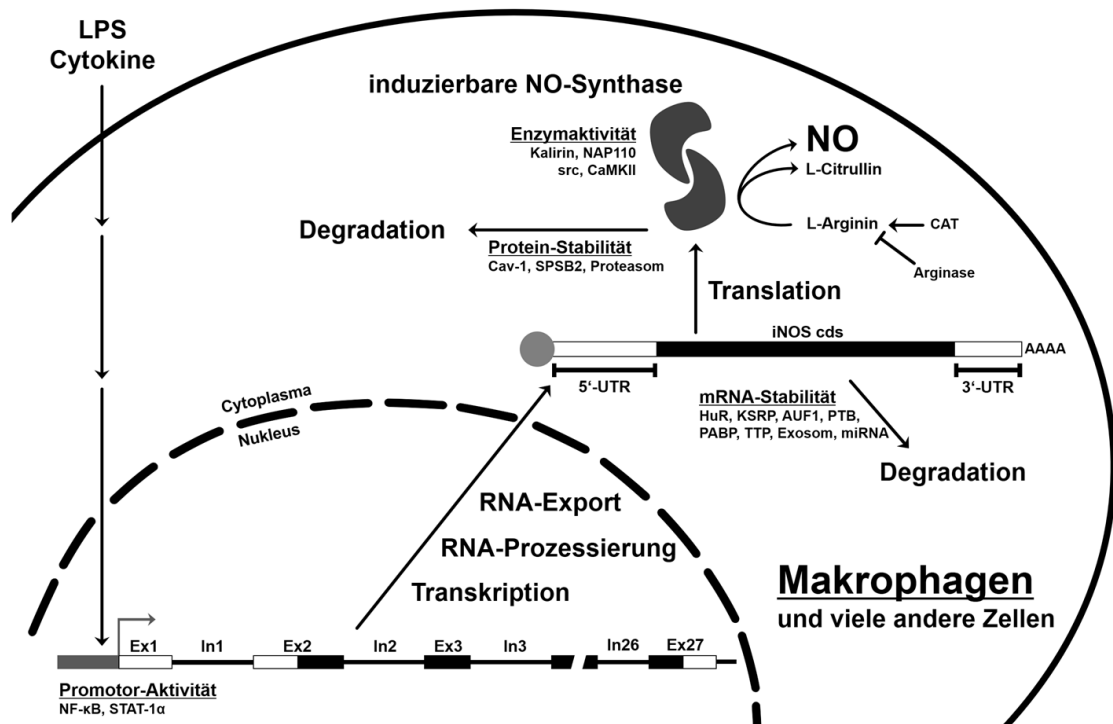 LPS
Cytokine
induzierbare NO-Synthase
Enzymaktivität
Kalirin, NAP110
src, CaMKII
NO
L-Citrullin
L-Arginin
CAT
Arginase
Degradation
Protein-Stabilität
Cav-1, SPSB2, Proteasom
Translation
iNOS cds
AAAA
5‘-UTR
3‘-UTR
mRNA-Stabilität
HuR, KSRP, AUF1, PTB,
PABP, TTP, Exosom, miRNA
Degradation
Cytoplasma
Nukleus
RNA-Export
RNA-Prozessierung
Transkription
Makrophagen
und viele andere Zellen
Ex1 In1 Ex2 In2 Ex3 In3 In26 Ex27
Promotor-Aktivität
NF-κB, STAT-1α